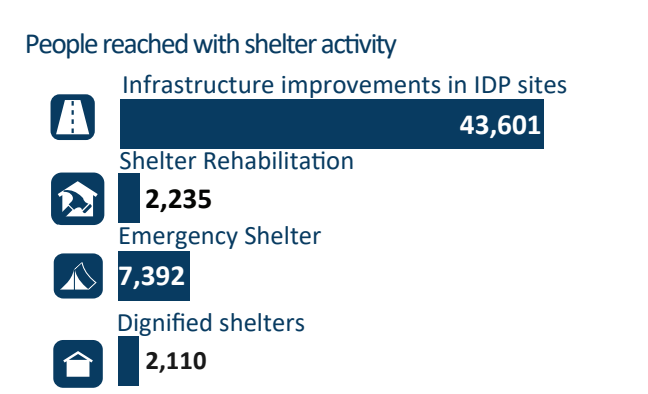 People reached with shelter activity
Infrastructure improvements in IDP sites
43,601
Shelter Rehabilitation
2,235
Emergency Shelter
7,392
Dignified shelters
2,110